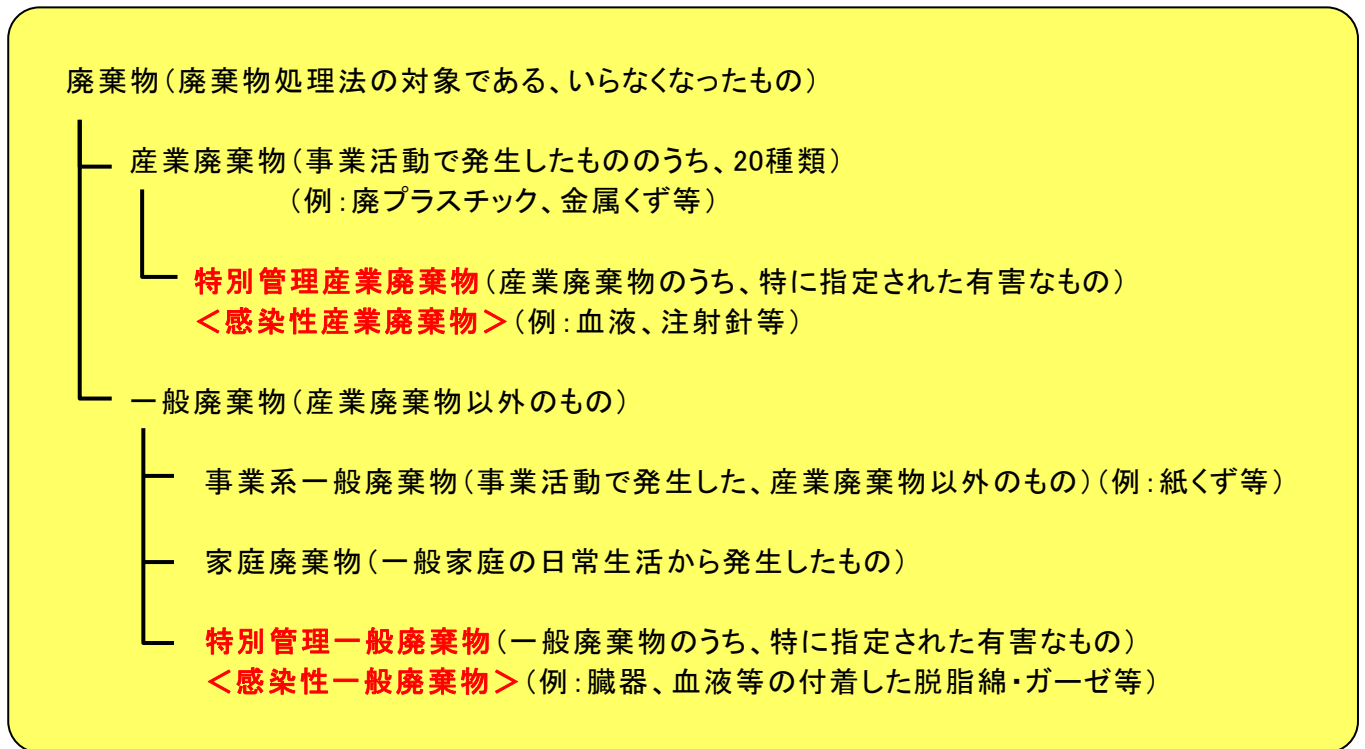 廃棄物（廃棄物処理法の対象である、いらなくなったもの）
産業廃棄物（事業活動で発生したもののうち、20種類）
（例：廃プラスチック、金属くず等）
特別管理産業廃棄物（産業廃棄物のうち、特に指定された有害なもの）
＜感染性産業廃棄物＞（例：血液、注射針等）
一般廃棄物（産業廃棄物以外のもの）
事業系一般廃棄物（事業活動で発生した、産業廃棄物以外のもの）（例：紙くず等）
家庭廃棄物（一般家庭の日常生活から発生したもの）
特別管理一般廃棄物（一般廃棄物のうち、特に指定された有害なもの）
＜感染性一般廃棄物＞（例：臓器、血液等の付着した脱脂綿・ガーゼ等）